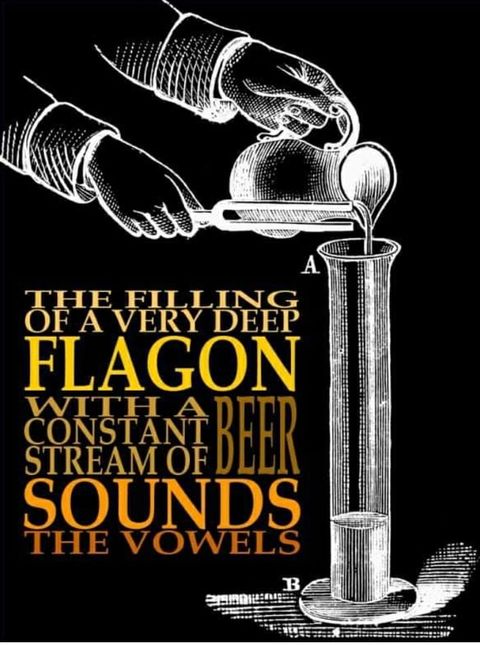 A
THE FILLING
OF A VERY DEEP
FLAGON
WITH A
CONSTANT
STREAM OF
BEER
SOUNDS
THE VOWELS
B